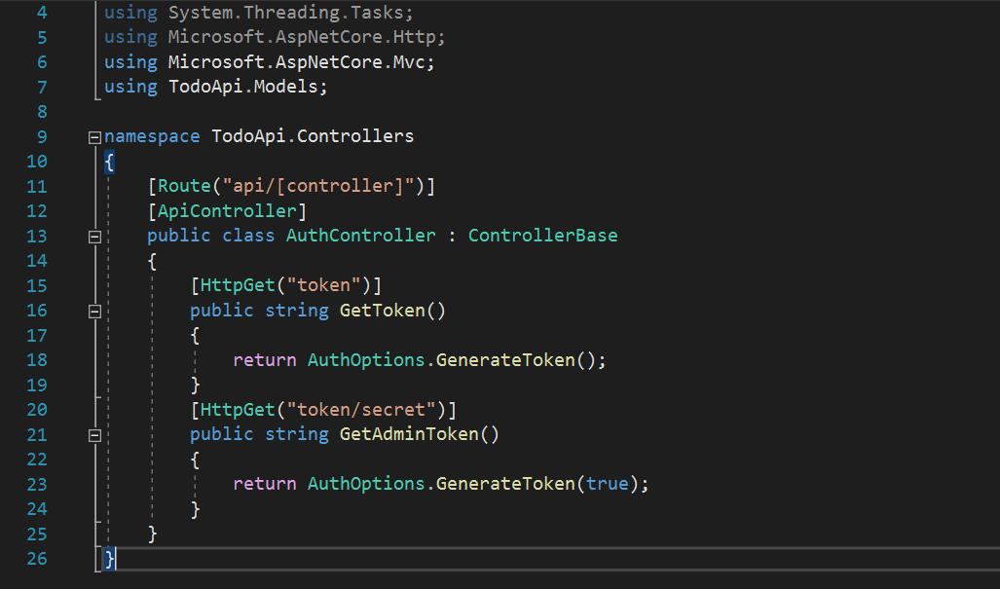 4 using System.Threading.Tasks;
5 using Microsoft.AspNetCore.Http;
6 using Microsoft.AspNetCore.Mvc;
7 using TodoApi.Models;
8
9 namespace TodoApi.Controllers
10 {
11 [Route("api/[controller]")]
12 [ApiController]
13 public class AuthController : ControllerBase
14 {
15 [HttpGet("token")]
16 public string GetToken()
17 {
18 return AuthOptions.GenerateToken();
19 }
20 [HttpGet("token/secret")]
21 public string GetAdminToken()
22 {
23 return AuthOptions.GenerateToken(true);
24 }
25 }
26 }